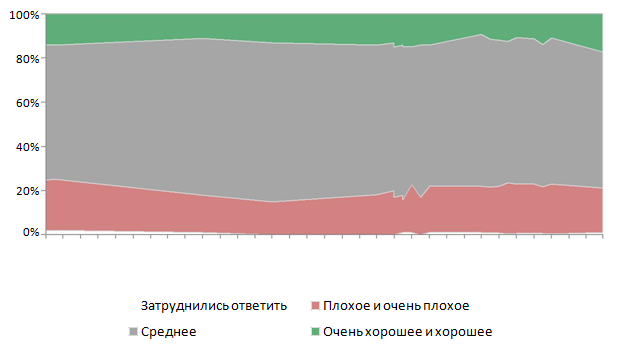 100%
80%
60%
40%
20%
0%
Затруднились ответить
Плохое и очень плохое
Среднее
Очень хорошее и хорошее